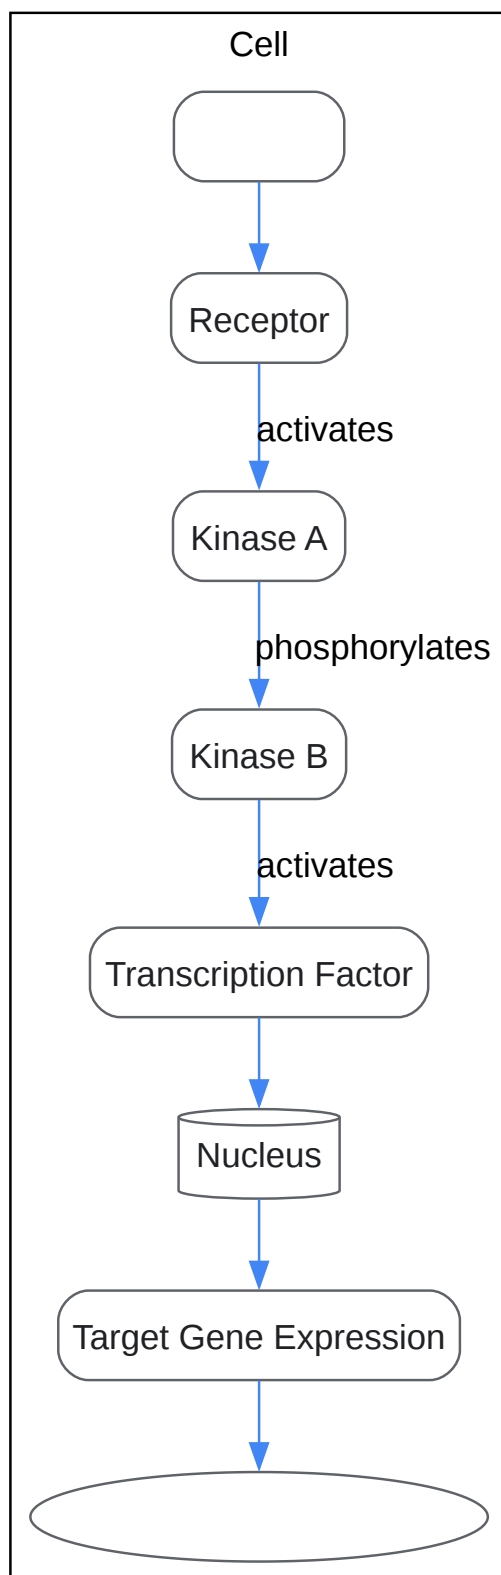 Cell
Receptor
activates
Kinase A
phosphorylates
Kinase B
activates
Transcription Factor
Nucleus
Target Gene Expression